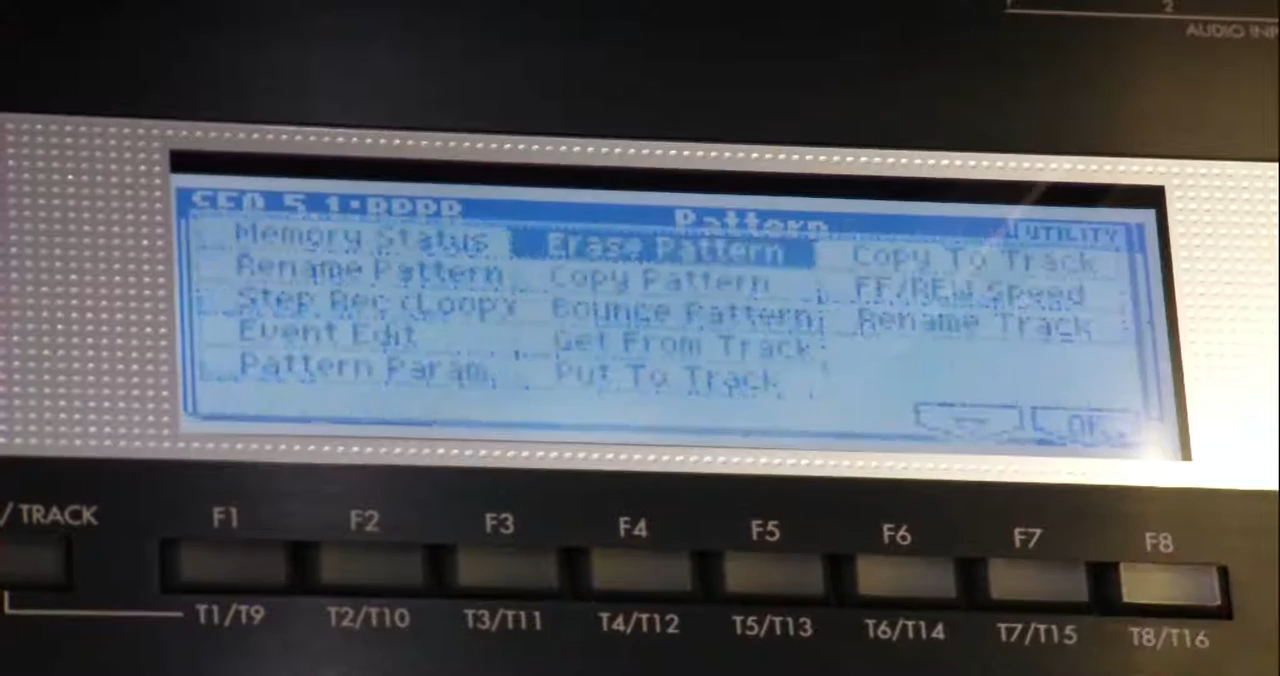 2
AUDIO INP
SEQ 5.1:RPPR Pattern UTILITY
Memory Status Erase Pattern Copy To Track
Rename Pattern Copy Pattern FF/REW Speed
Step Rec (Loop) Bounce Pattern Rename Track
Event Edit Get From Track
Pattern Param. Put To Track
OK
/ TRACK F1 F2 F3 F4 F5 F6 F7 F8
T1/T9 T2/T10 T3/T11 T4/T12 T5/T13 T6/T14 T7/T15 T8/T16